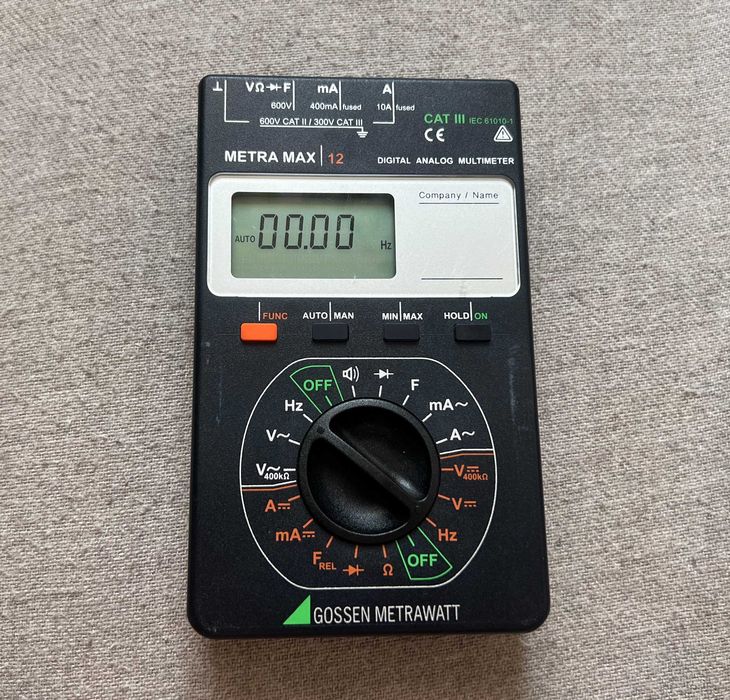 ⊥ VΩ⯈F mA A
600V 400mA fused 10A fused
600V CAT II / 300V CAT III
CAT III IEC 61010-1
CE
METRA MAX 12 DIGITAL ANALOG MULTIMETER
Company / Name
AUTO 00.00 Hz
FUNC AUTO MAN MIN MAX HOLD ON
OFF
F
Hz
mA~
V~
A~
V≂ 400kΩ
V⎓ 400kΩ
A⎓
V⎓
mA⎓
Hz
F REL
Ω
OFF
GOSSEN METRAWATT